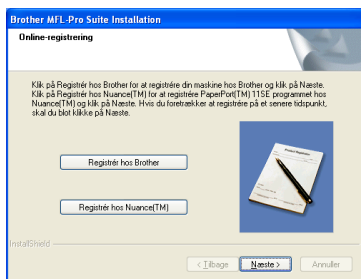 Brother MFL-Pro Suite Installation
Online-registrering
Klik på Registrér hos Brother for at registrére din maskine hos Brother og klik på Næste.
Klik på Registrér hos Nuance(TM) for at registrére PaperPort(TM) 11SE programmet hos
Nuance(TM) og klik på Næste. Hvis du foretrækker at registrére på et senere tidspunkt,
skal du blot klikke på Næste.
Registrér hos Brother
Registrér hos Nuance(TM)
InstallShield
< Tilbage
Næste >
Annuller